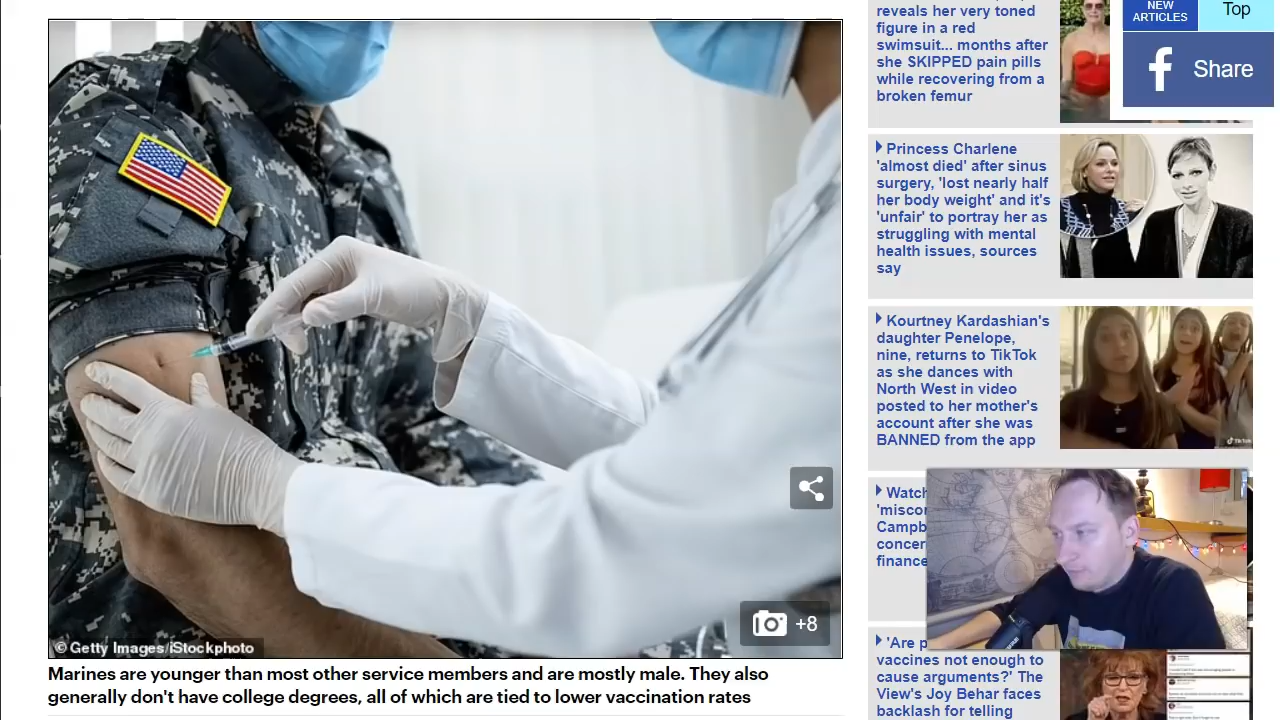 © Getty Images/iStockphoto
+8
Marines are younger than most other service members and are mostly male. They also
generally don't have college degrees, all of which are tied to lower vaccination rates
reveals her very toned
figure in a red
swimsuit... months after
she SKIPPED pain pills
while recovering from a
broken femur
NEW
ARTICLES
Top
f Share
Princess Charlene
'almost died' after sinus
surgery, 'lost nearly half
her body weight' and it's
'unfair' to portray her as
struggling with mental
health issues, sources
say
Kourtney Kardashian's
daughter Penelope,
nine, returns to TikTok
as she dances with
North West in video
posted to her mother's
account after she was
BANNED from the app
TikTok
Watch
'miscon
Campb
concer
finance
'Are p
vaccines not enough to
cause arguments?' The
View's Joy Behar faces
backlash for telling